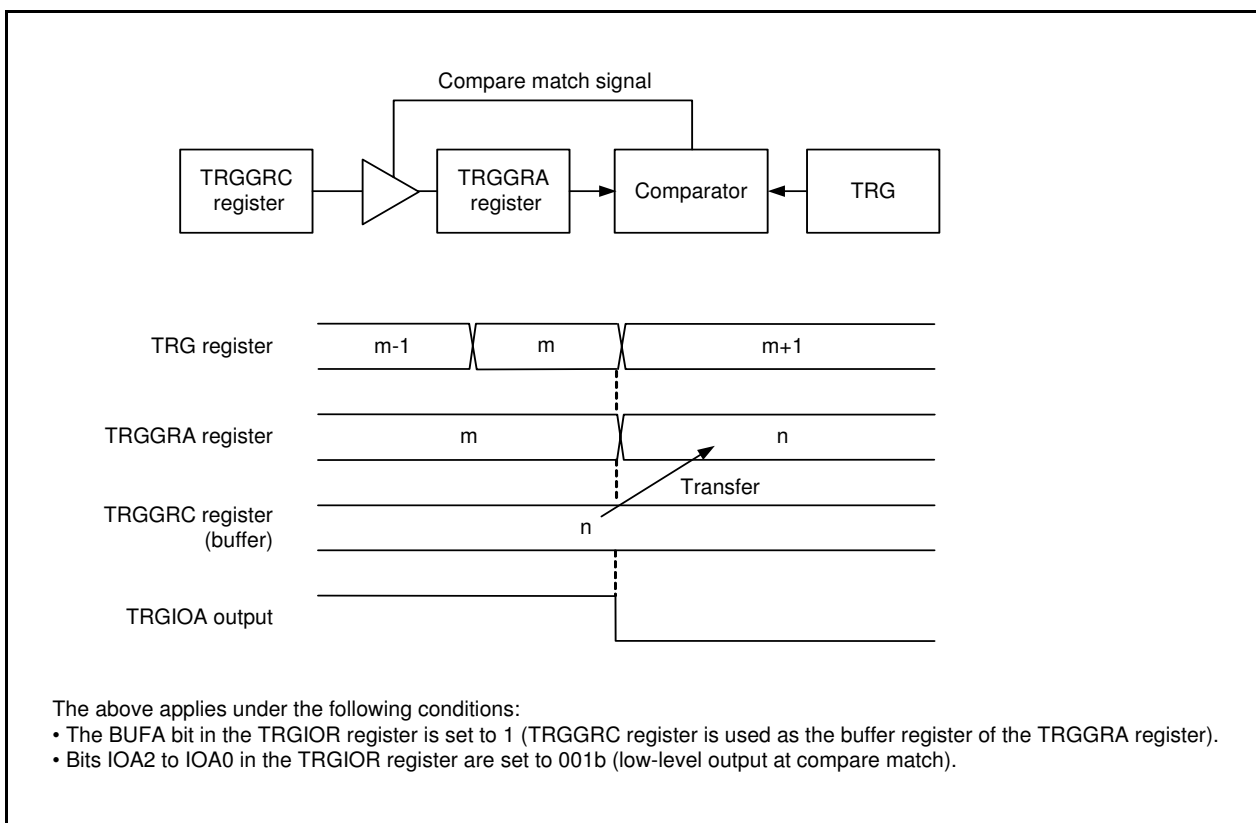 Compare match signal
TRGGRC
register
TRGGRA
register
Comparator
TRG
TRG register
m-1
m
m+1
TRGGRA register
m
n
Transfer
TRGGRC register
(buffer)
n
TRGIOA output
The above applies under the following conditions:
• The BUFA bit in the TRGIOR register is set to 1 (TRGGRC register is used as the buffer register of the TRGGRA register).
• Bits IOA2 to IOA0 in the TRGIOR register are set to 001b (low-level output at compare match).